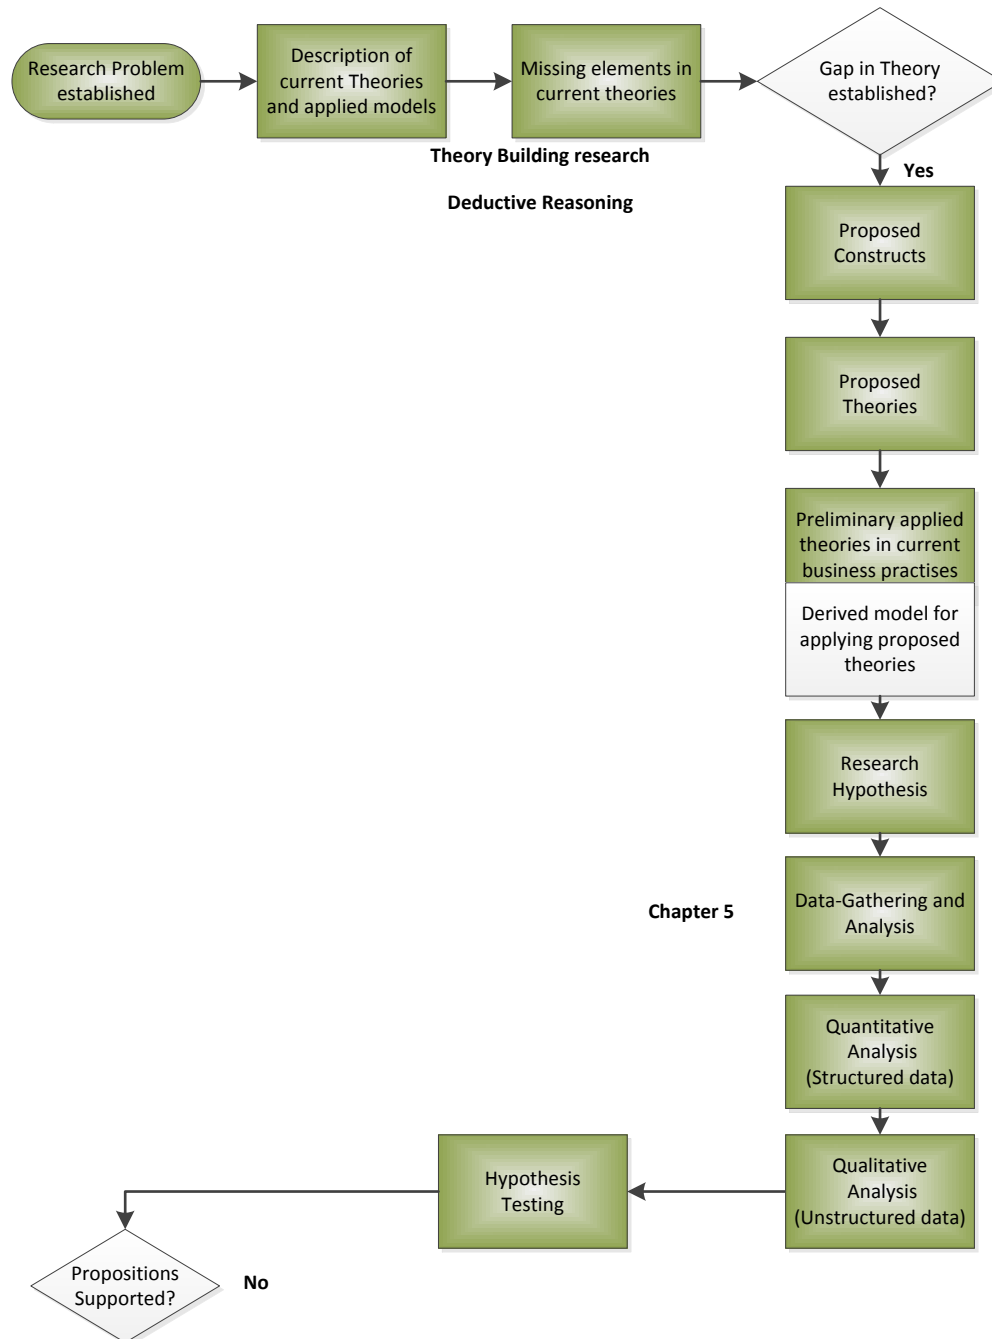 Research Problem
established
Description of
current Theories
and applied models
Missing elements in
current theories
Gap in Theory
established?
Theory Building research
Deductive Reasoning
Yes
Proposed
Constructs
Proposed
Theories
Preliminary applied
theories in current
business practises
Derived model for
applying proposed
theories
Research
Hypothesis
Chapter 5
Data-Gathering and
Analysis
Quantitative
Analysis
(Structured data)
Qualitative
Analysis
(Unstructured data)
Hypothesis
Testing
Propositions
Supported?
No